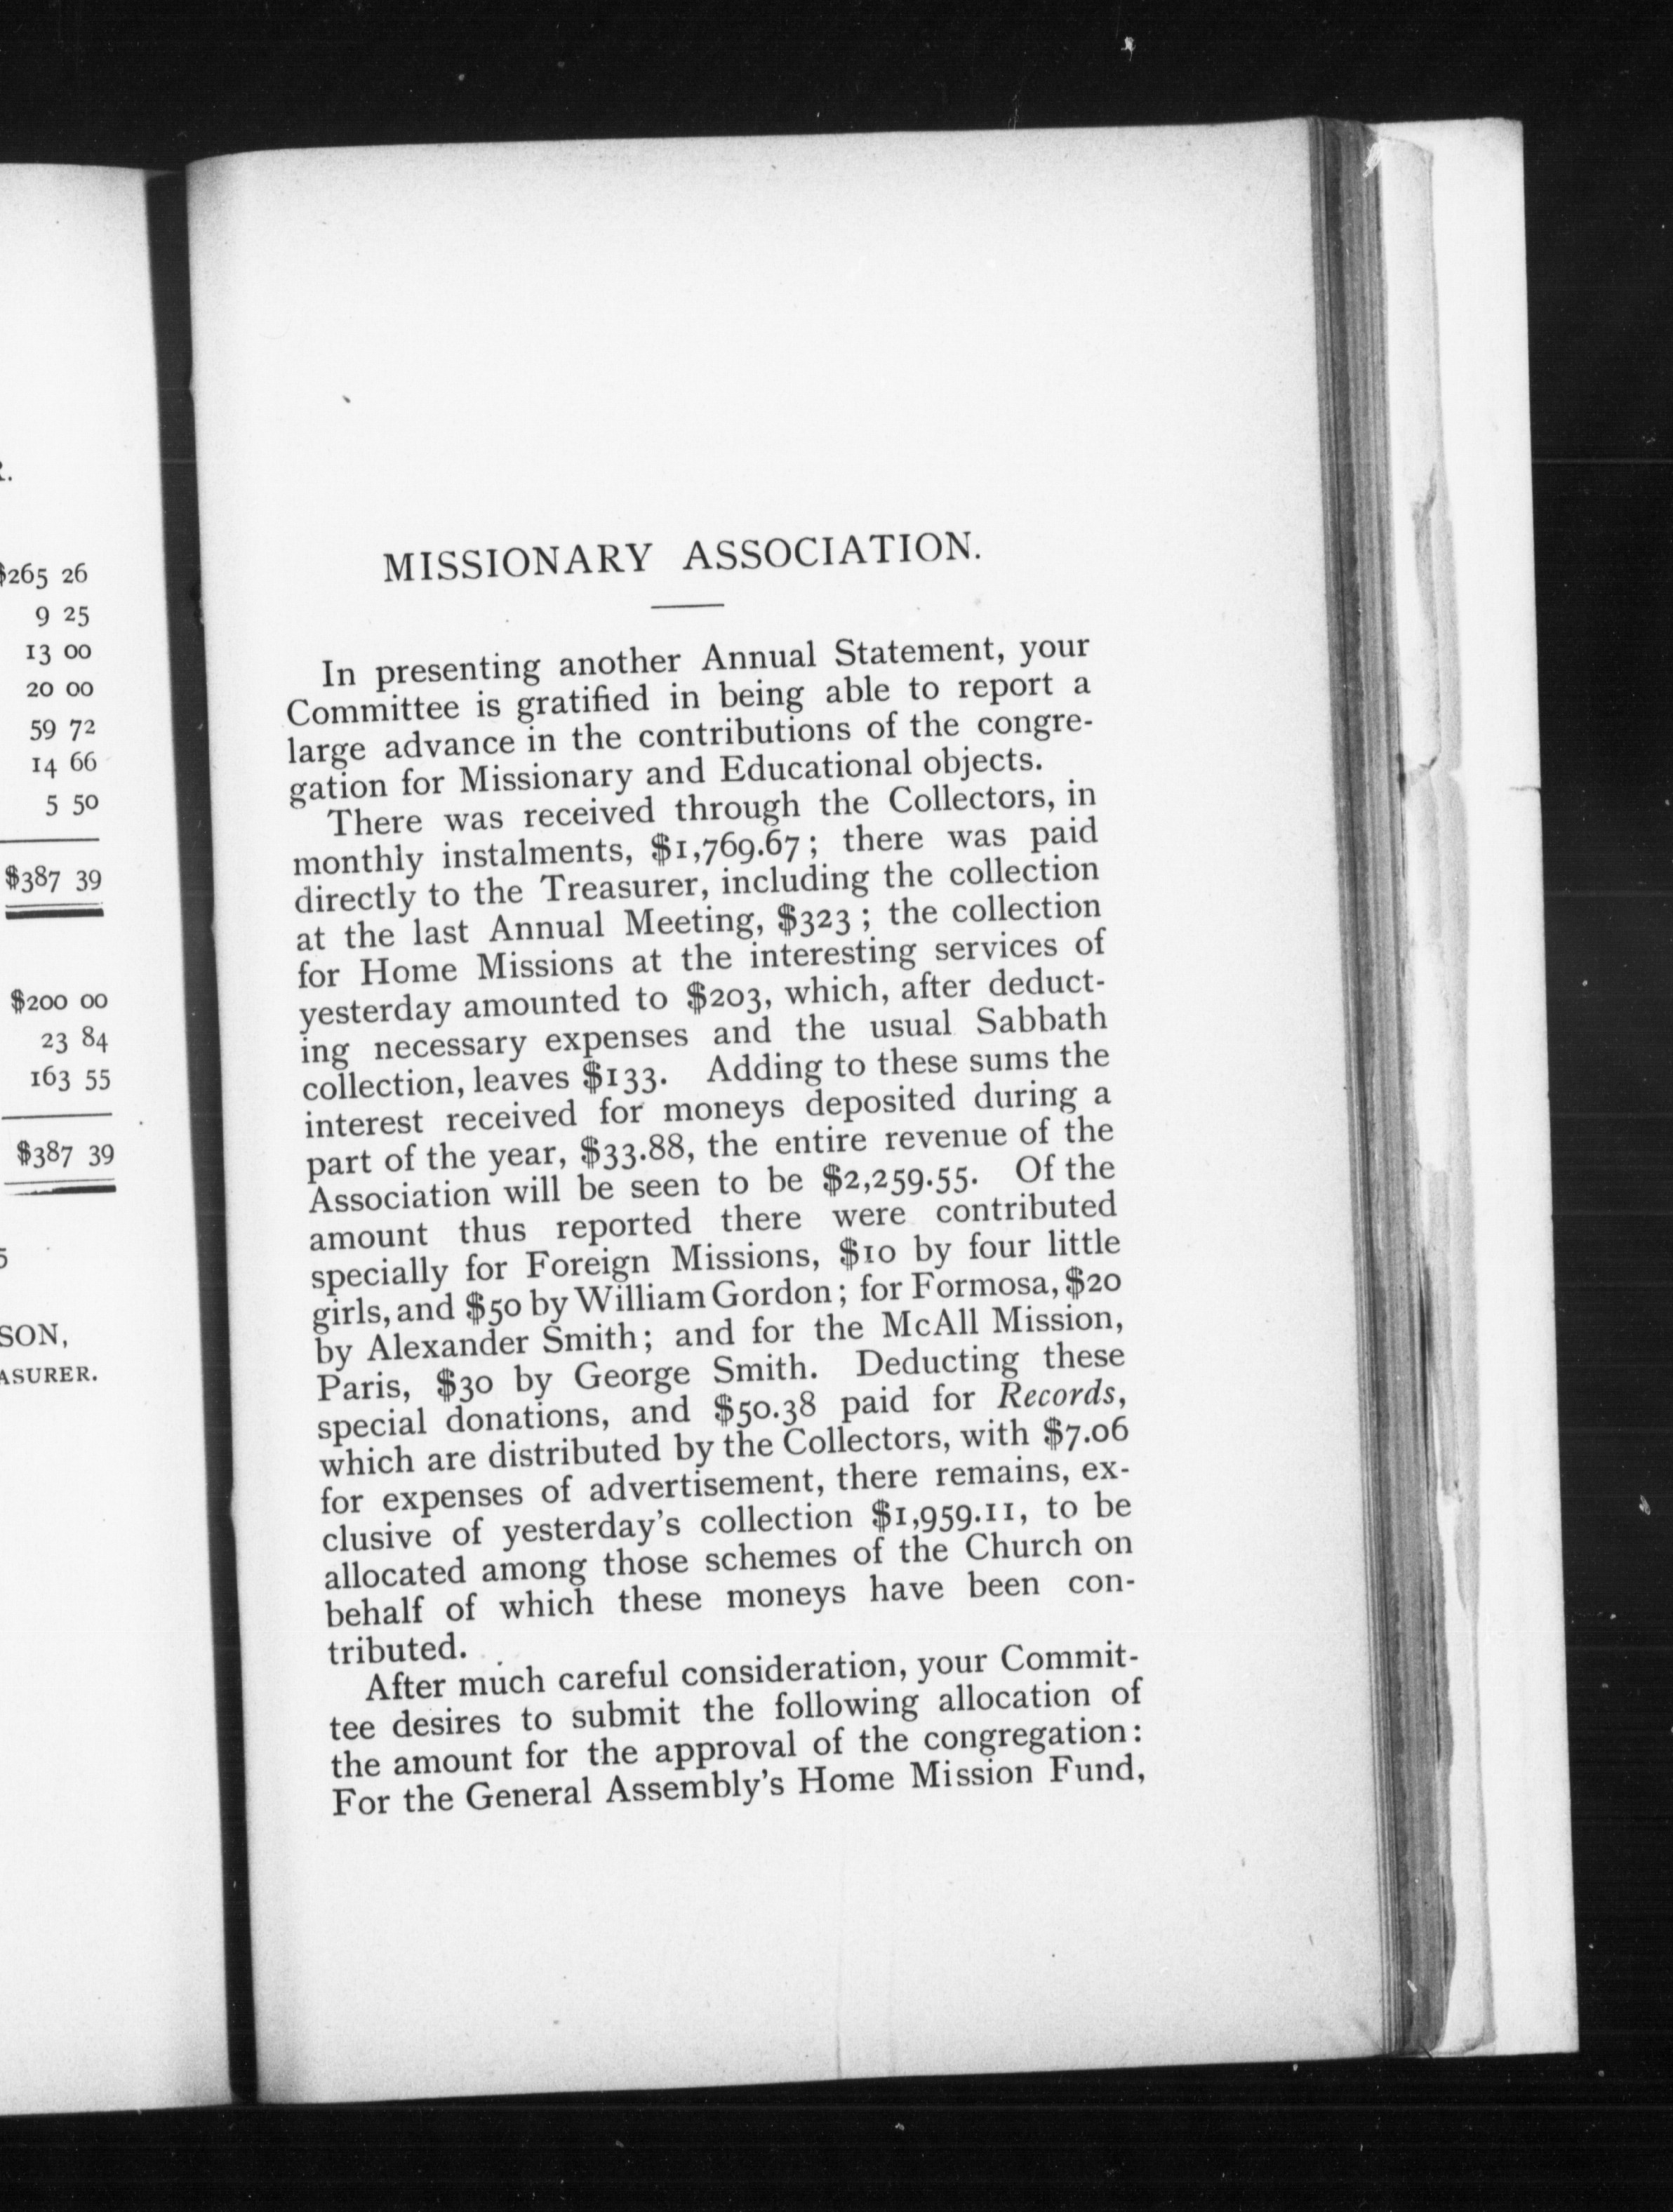 R.
$265 26
9 25
13 00
20 00
59 72
14 66
5 50
$387 39
$200 00
23 84
163 55
$387 39
5
SON,
ASURER.
MISSIONARY ASSOCIATION.
In presenting another Annual Statement, your
Committee is gratified in being able to report a
large advance in the contributions of the congre-
gation for Missionary and Educational objects.
There was received through the Collectors, in
monthly instalments, $1,769.67; there was paid
directly to the Treasurer, including the collection
at the last Annual Meeting, $323; the collection
for Home Missions at the interesting services of
yesterday amounted to $203, which, after deduct-
ing necessary expenses and the usual Sabbath
collection, leaves $133. Adding to these sums the
interest received for moneys deposited during a
part of the year, $33.88, the entire revenue of the
Association will be seen to be $2,259.55. Of the
amount thus reported there were contributed
specially for Foreign Missions, $10 by four little
girls, and $50 by William Gordon; for Formosa, $20
by Alexander Smith; and for the McAll Mission,
Paris, $30 by George Smith. Deducting these
special donations, and $50.38 paid for Records,
which are distributed by the Collectors, with $7.06
for expenses of advertisement, there remains, ex-
clusive of yesterday's collection $1,959.11, to be
allocated among those schemes of the Church on
behalf of which these moneys have been con-
tributed.
After much careful consideration, your Commit-
tee desires to submit the following allocation of
the amount for the approval of the congregation:
For the General Assembly's Home Mission Fund,